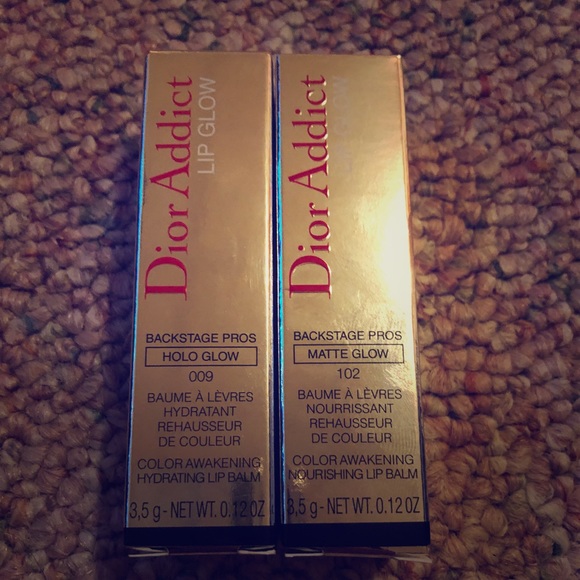 Dior Addict
LIP GLOW
BACKSTAGE PROS
HOLO GLOW
009
BAUME À LÈVRES
HYDRATANT
REHAUSSEUR
DE COULEUR
COLOR AWAKENING
HYDRATING LIP BALM
3,5 g - NET WT. 0.12 OZ
Dior Addict
LIP GLOW
BACKSTAGE PROS
MATTE GLOW
102
BAUME À LÈVRES
NOURRISSANT
REHAUSSEUR
DE COULEUR
COLOR AWAKENING
NOURISHING LIP BALM
3,5 g - NET WT. 0.12 OZ